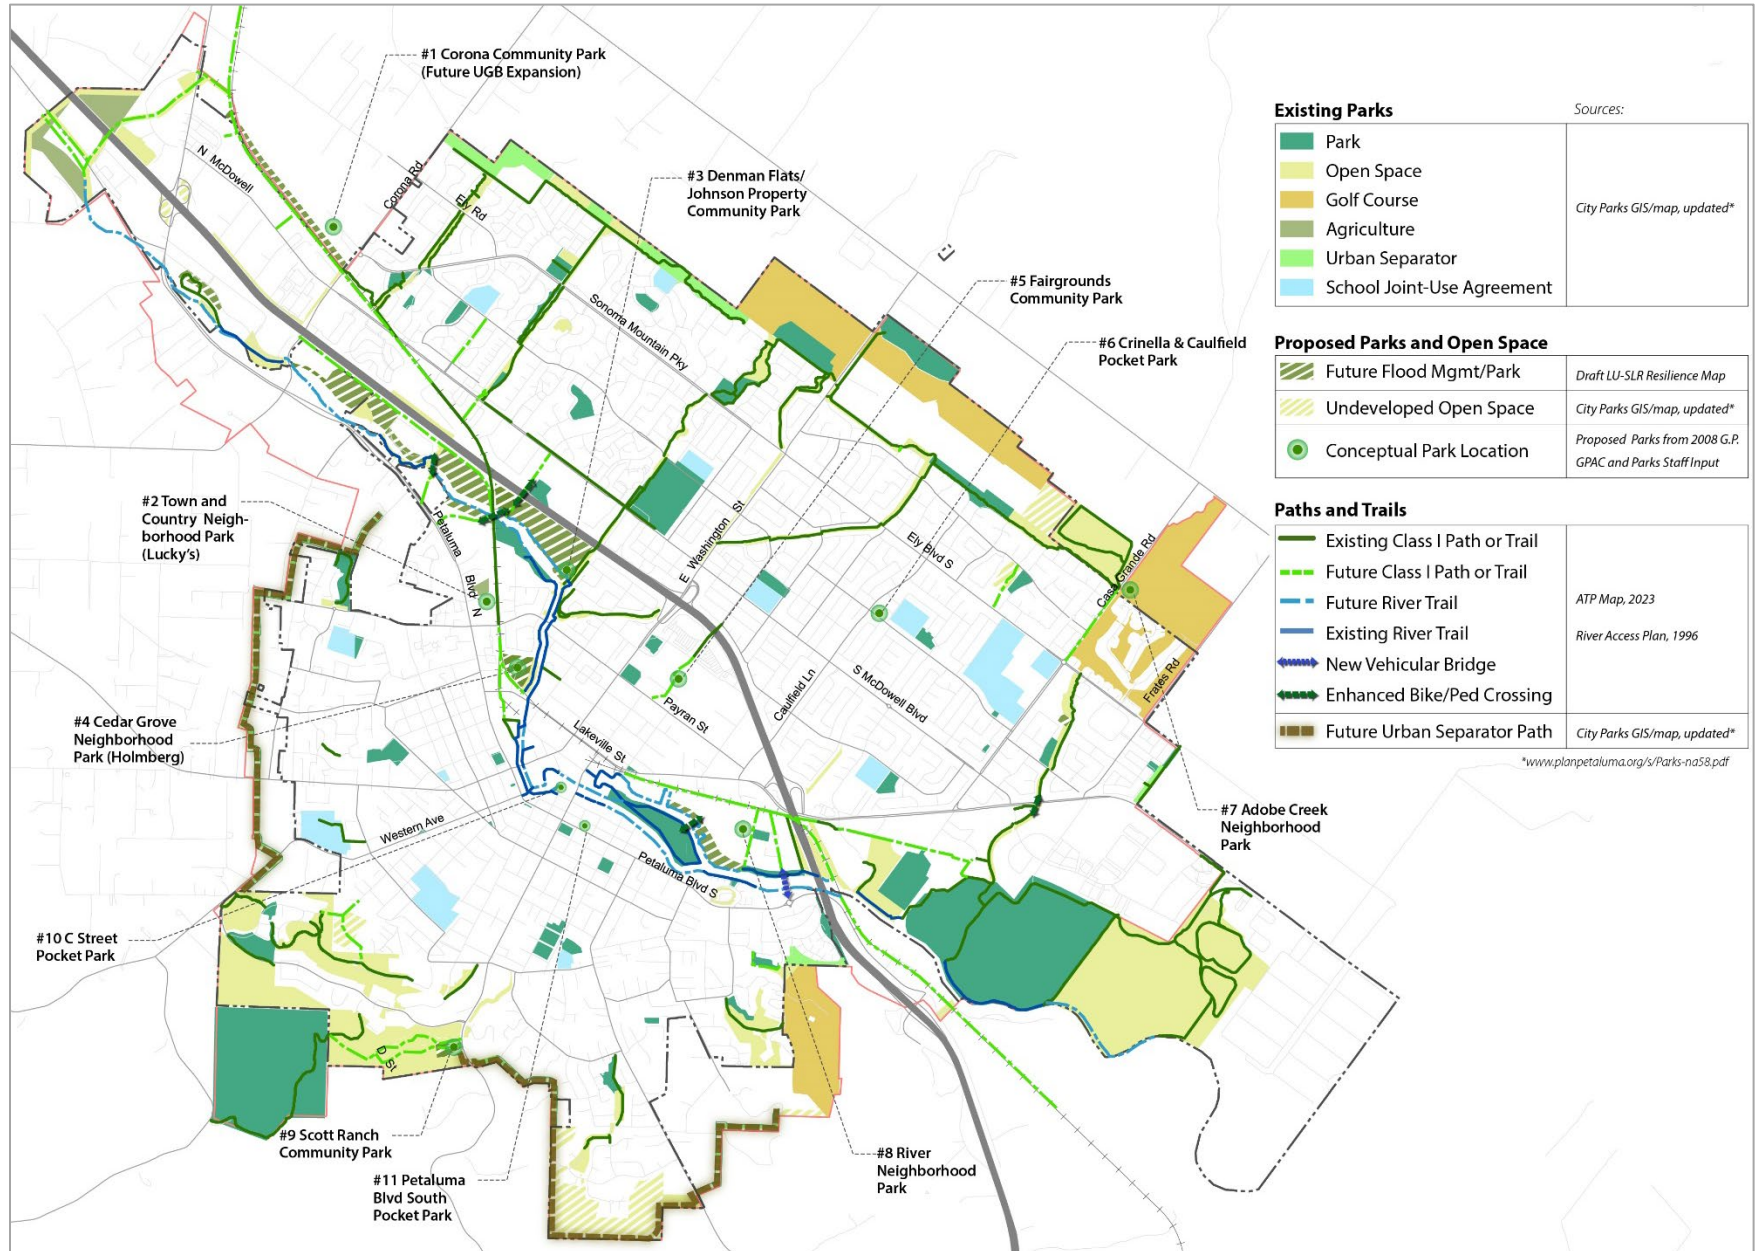 #1 Corona Community Park
(Future UGB Expansion)
#3 Denman Flats/
Johnson Property
Community Park
#5 Fairgrounds
Community Park
#6 Crinella & Caulfield
Pocket Park
#2 Town and
Country Neigh-
borhood Park
(Lucky's)
#4 Cedar Grove
Neighborhood
Park (Holmberg)
#7 Adobe Creek
Neighborhood
Park
#10 C Street
Pocket Park
#9 Scott Ranch
Community Park
#11 Petaluma
Blvd South
Pocket Park
#8 River
Neighborhood
Park
N McDowell
Corona Rd
Ely Rd
Sonoma Mountain Pky
E Washington St
Ely Blvd S
Casa Grande Rd
Frates Rd
Petaluma
Blvd N
Caulfield Ln
S McDowell Blvd
Payran St
Lakeville St
Western Ave
Petaluma Blvd S
D St
Existing Parks
Sources:
Park
Open Space
Golf Course
Agriculture
Urban Separator
School Joint-Use Agreement
City Parks GIS/map, updated*
Proposed Parks and Open Space
Future Flood Mgmt/Park
Draft LU-SLR Resilience Map
Undeveloped Open Space
City Parks GIS/map, updated*
Conceptual Park Location
Proposed Parks from 2008 G.P.
GPAC and Parks Staff Input
Paths and Trails
Existing Class I Path or Trail
Future Class I Path or Trail
Future River Trail
Existing River Trail
New Vehicular Bridge
Enhanced Bike/Ped Crossing
ATP Map, 2023
River Access Plan, 1996
Future Urban Separator Path
City Parks GIS/map, updated*
*www.planpetaluma.org/s/Parks-na58.pdf